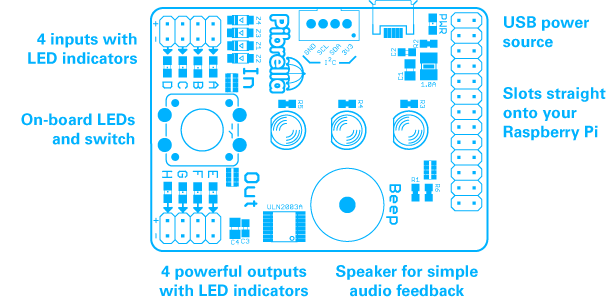 4 inputs with
LED indicators
On-board LEDs
and switch
USB power
source
Slots straight
onto your
Raspberry Pi
4 powerful outputs
with LED indicators
Speaker for simple
audio feedback
Pibrella
In
Out
Beep
PWR
GND
SCL
SDA
3V3
I²C
Z4
Z3
Z1
Z2
D
C
B
A
H
G
F
E
+
–
+
–
R5
R4
R3
R2
C2
C1
1.0A
R1
R6
ULN2003A
C4
C3